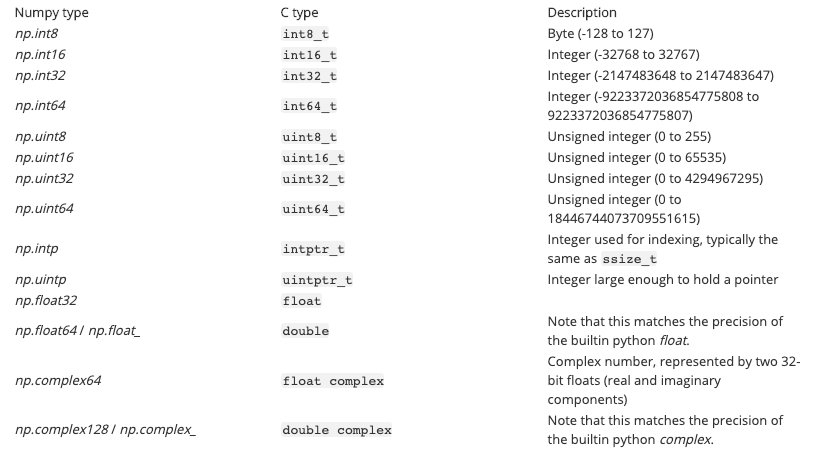 Numpy type C type Description
np.int8 int8_t Byte (-128 to 127)
np.int16 int16_t Integer (-32768 to 32767)
np.int32 int32_t Integer (-2147483648 to 2147483647)
np.int64 int64_t Integer (-9223372036854775808 to
9223372036854775807)
np.uint8 uint8_t Unsigned integer (0 to 255)
np.uint16 uint16_t Unsigned integer (0 to 65535)
np.uint32 uint32_t Unsigned integer (0 to 4294967295)
np.uint64 uint64_t Unsigned integer (0 to
18446744073709551615)
np.intp intptr_t Integer used for indexing, typically the
same as ssize_t
np.uintp uintptr_t Integer large enough to hold a pointer
np.float32 float
np.float64 / np.float_ double Note that this matches the precision of
the builtin python float.
np.complex64 float complex Complex number, represented by two 32-
bit floats (real and imaginary
components)
np.complex128 / np.complex_ double complex Note that this matches the precision of
the builtin python complex.